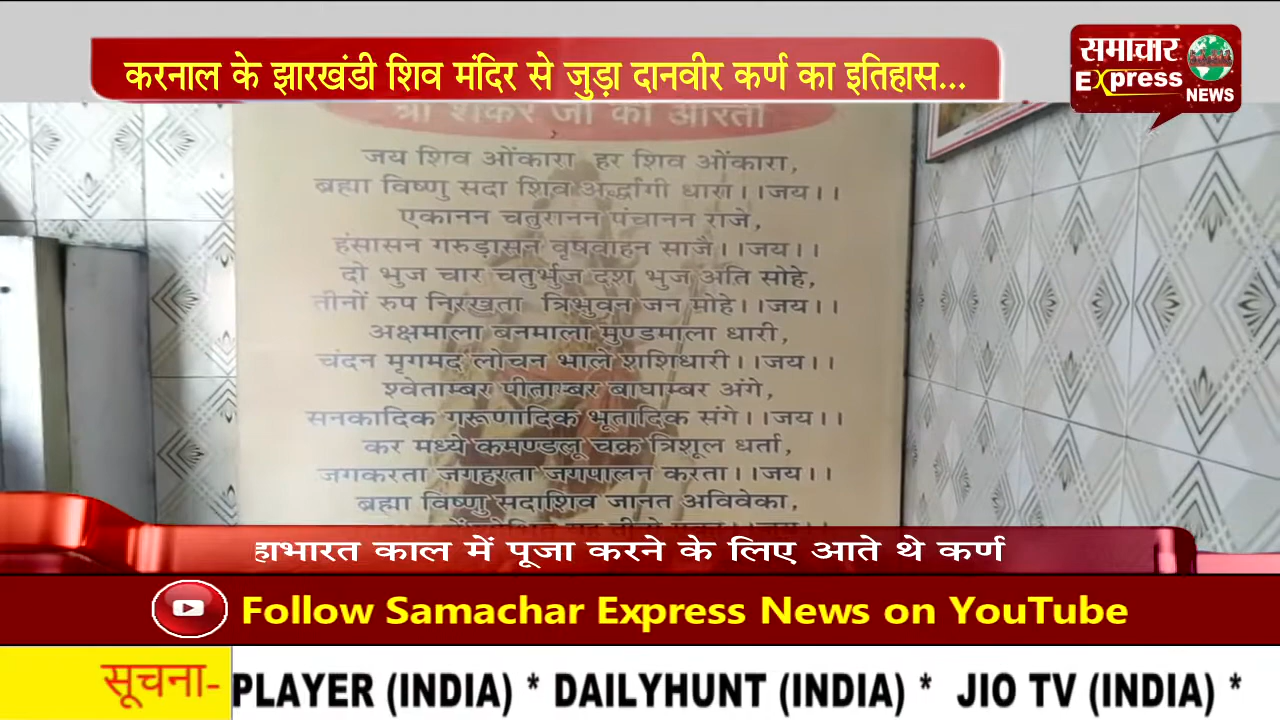 करनाल के झारखंडी शिव मंदिर से जुड़ा दानवीर कर्ण का इतिहास...
समाचार
Express
NEWS
श्री शंकर जी की आरती
जय शिव ओंकारा हर शिव ओंकारा,
ब्रह्मा विष्णु सदा शिव अर्द्धांगी धारा।।जय।।
एकानन चतुरानन पंचानन राजे,
हंसासन गरुड़ासन वृषवाहन साजै।।जय।।
दो भुज चार चतुर्भुज दश भुज अति सोहे,
तीनों रुप निरखता त्रिभुवन जन मोहे।।जय।।
अक्षमाला बनमाला मुण्डमाला धारी,
चंदन मृगमद लोचन भाले शशिधारी।।जय।।
श्वेताम्बर पीताम्बर बाघाम्बर अंगे,
सनकादिक गरूणादिक भूतादिक संगे।।जय।।
कर मध्ये कमण्डलू चक्र त्रिशूल धर्ता,
जगकरता जगहरता जगपालन करता।।जय।।
ब्रह्मा विष्णु सदाशिव जानत अविवेका,
हाभारत काल में पूजा करने के लिए आते थे कर्ण
Follow Samachar Express News on YouTube
सूचना- PLAYER (INDIA) * DAILYHUNT (INDIA) * JIO TV (INDIA) *